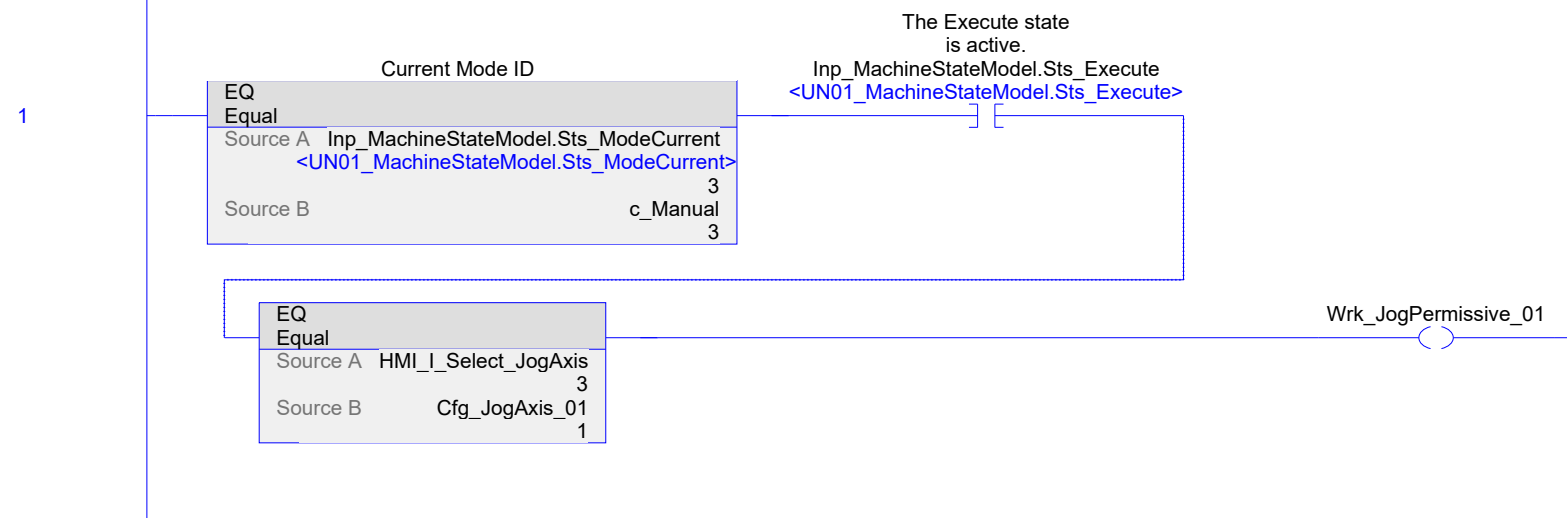 The Execute state
is active.
Current Mode ID
Inp_MachineStateModel.Sts_Execute
EQ
<UN01_MachineStateModel.Sts_Execute>
1
Equal
Source A Inp_MachineStateModel.Sts_ModeCurrent
<UN01_MachineStateModel.Sts_ModeCurrent>
3
Source B c_Manual
3
EQ
Wrk_JogPermissive_01
Equal
Source A HMI_I_Select_JogAxis
3
Source B Cfg_JogAxis_01
1